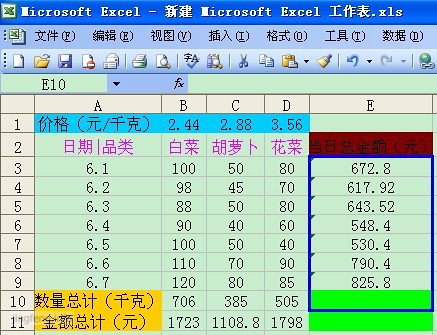 Microsoft Excel - 新建 Microsoft Excel 工作表.xls
文件(F) 编辑(E) 视图(V) 插入(I) 格式(O) 工具(T) 数据(D)
E10 fx
A B C D E
1 价格（元/千克） 2.44 2.88 3.56
2 日期|品类 白菜 胡萝卜 花菜 当日总金额（元）
3 6.1 100 50 80 672.8
4 6.2 98 45 70 617.92
5 6.3 88 50 80 643.52
6 6.4 90 40 60 548.4
7 6.5 100 50 40 530.4
8 6.6 110 70 90 790.4
9 6.7 120 80 85 825.8
10 数量总计（千克） 706 385 505
11 金额总计（元） 1723 1108.8 1798